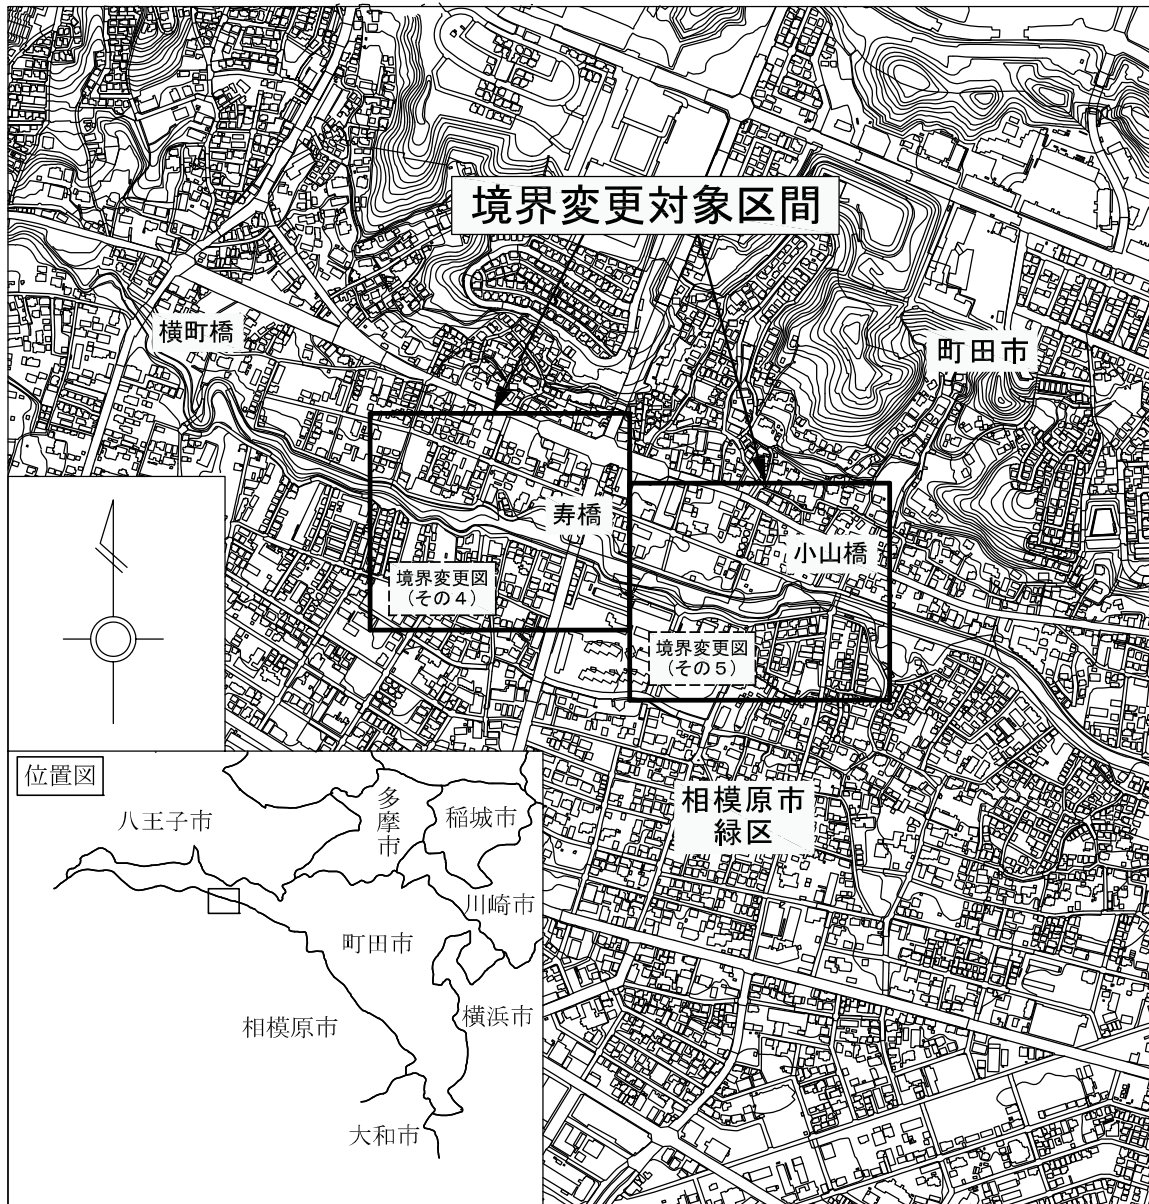 境界変更対象区間
横町橋
町田市
寿橋
小山橋
境界変更図
（その４）
境界変更図
（その５）
相模原市
緑区
位置図
八王子市
多摩市
稲城市
川崎市
町田市
横浜市
相模原市
大和市